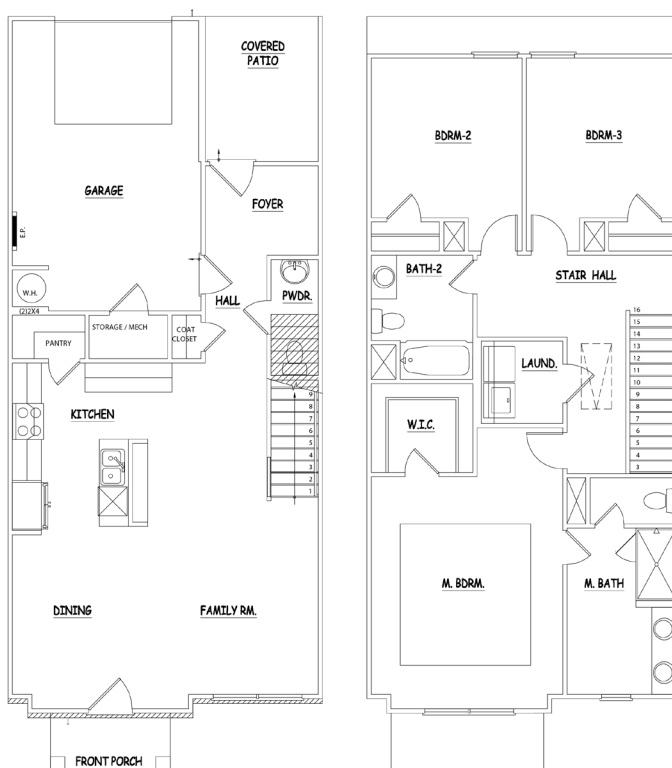 COVERED
PATIO
GARAGE
FOYER
E.P.
W.H.
(2)2X4
HALL
PWDR.
PANTRY
STORAGE / MECH
COAT
CLOSET
KITCHEN
9
8
7
6
5
4
3
2
1
DINING
FAMILY RM.
FRONT PORCH
BDRM-2
BDRM-3
BATH-2
STAIR HALL
LAUND.
W.I.C.
16
15
14
13
12
11
10
9
8
7
6
5
4
3
M. BDRM.
M. BATH